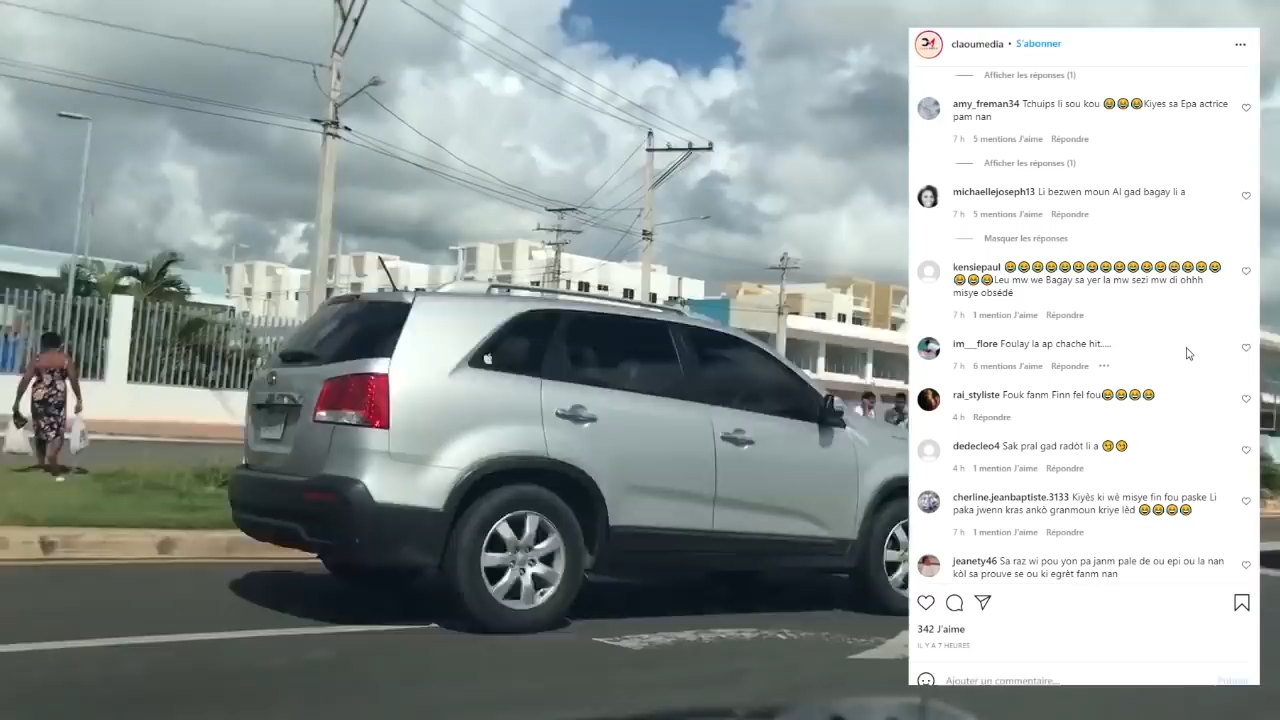 claoumedia • S'abonner
Afficher les réponses (1)
amy_freman34 Tchuips li sou kou 😂😂😂Kiyes sa Epa actrice
pam nan
7 h 5 mentions J'aime Répondre
Afficher les réponses (1)
michaellejoseph13 Li bezwen moun Al gad bagay li a
7 h 5 mentions J'aime Répondre
Masquer les réponses
kensiepaul 😂😂😂😂😂😂😂😂😂😂😂😂😂😂😂😂
😂😂😂Leu mw we Bagay sa yer la mw sezi mw di ohhh
misye obsédé
7 h 1 mention J'aime Répondre
im___flore Foulay la ap chache hit.....
7 h 6 mentions J'aime Répondre
rai_styliste Fouk fanm Finn fel fou😂😂😂😂
4 h Répondre
dedecleo4 Sak pral gad radòt li a 😏😏
4 h 1 mention J'aime Répondre
cherline.jeanbaptiste.3133 Kiyès ki wè misye fin fou paske Li
paka jwenn kras ankò granmoun kriye lèd 😂😂😂😂
7 h 1 mention J'aime Répondre
jeanety46 Sa raz wi pou yon pa janm pale de ou epi ou la nan
kòl sa prouve se ou ki egrèt fanm nan
342 J'aime
IL Y A 7 HEURES
Ajouter un commentaire...
Publier